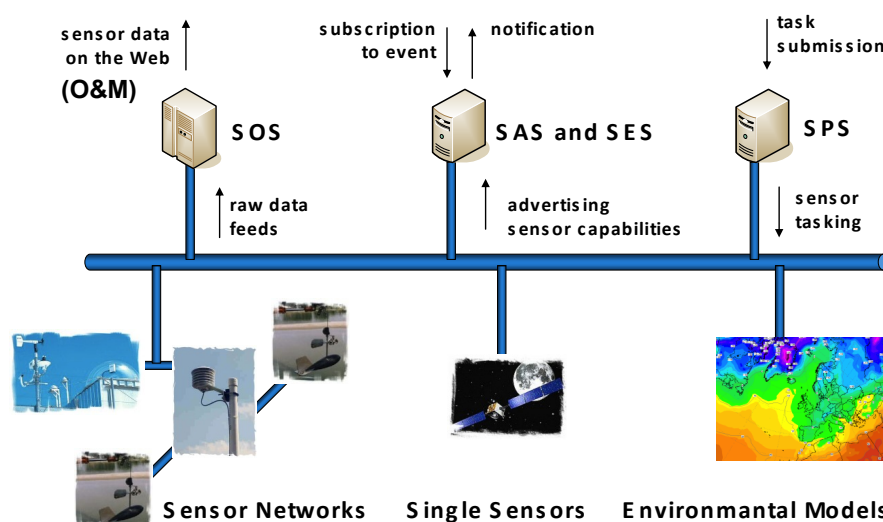 sensor data
on the Web
(O&M)
subscription
to event
notification
task
submission
SOS
SAS and SES
SPS
raw data
feeds
advertising
sensor capabilities
sensor
tasking
Sensor Networks
Single Sensors
Environmantal Models